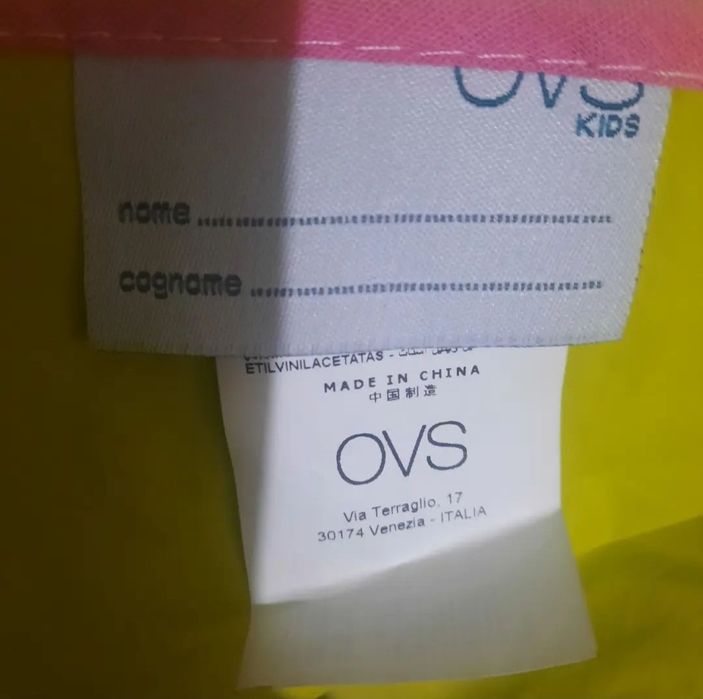 OVS
KIDS
nome
cognome
ETILVINILACETATAS -
MADE IN CHINA
中国制造
OVS
Via Terraglio, 17
30174 Venezia - ITALIA